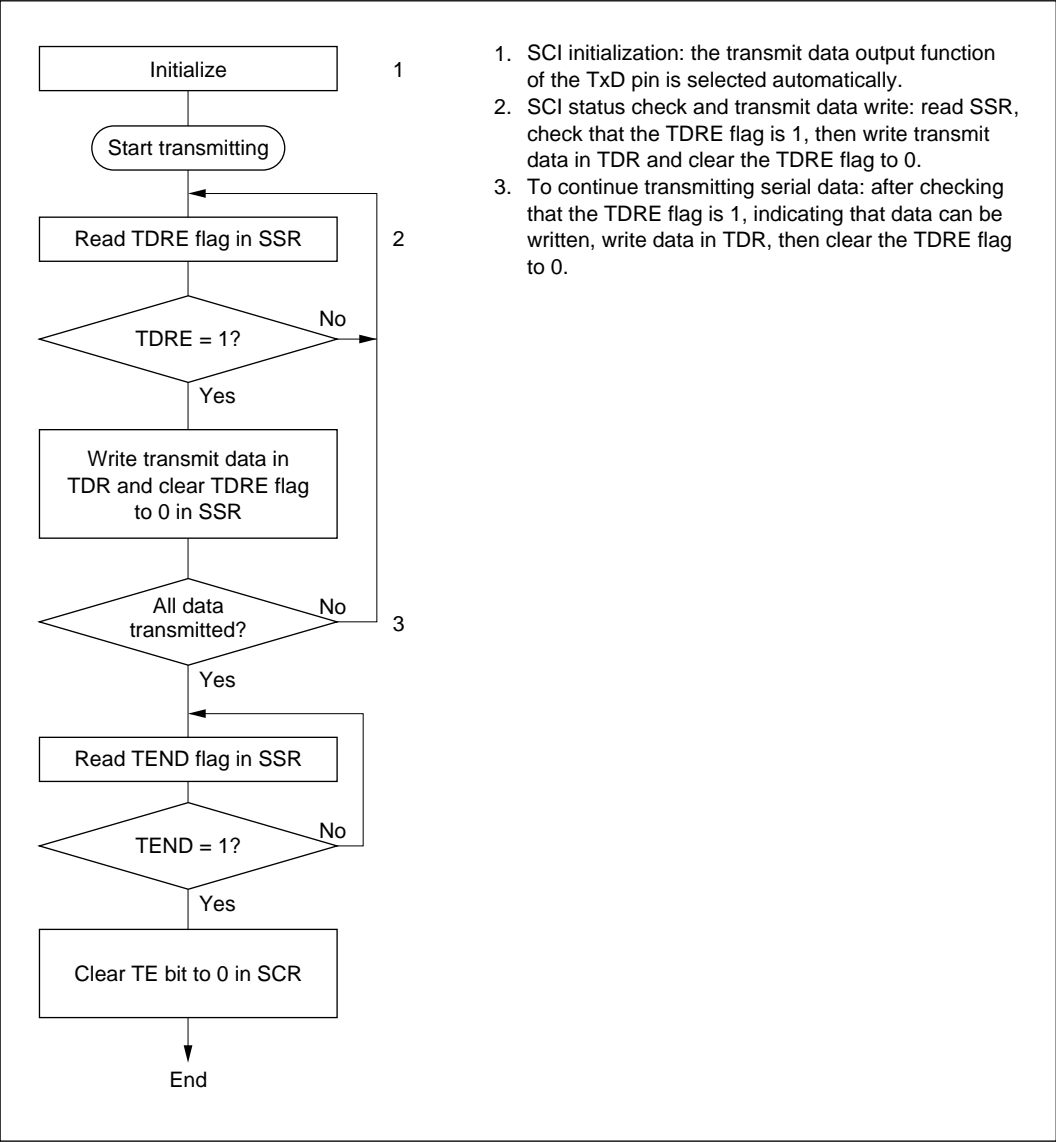 Initialize
1
Start transmitting
Read TDRE flag in SSR
2
TDRE = 1?
No
Yes
Write transmit data in
TDR and clear TDRE flag
to 0 in SSR
All data
transmitted?
No
3
Yes
Read TEND flag in SSR
TEND = 1?
No
Yes
Clear TE bit to 0 in SCR
End
1. SCI initialization: the transmit data output function
of the TxD pin is selected automatically.
2. SCI status check and transmit data write: read SSR,
check that the TDRE flag is 1, then write transmit
data in TDR and clear the TDRE flag to 0.
3. To continue transmitting serial data: after checking
that the TDRE flag is 1, indicating that data can be
written, write data in TDR, then clear the TDRE flag
to 0.